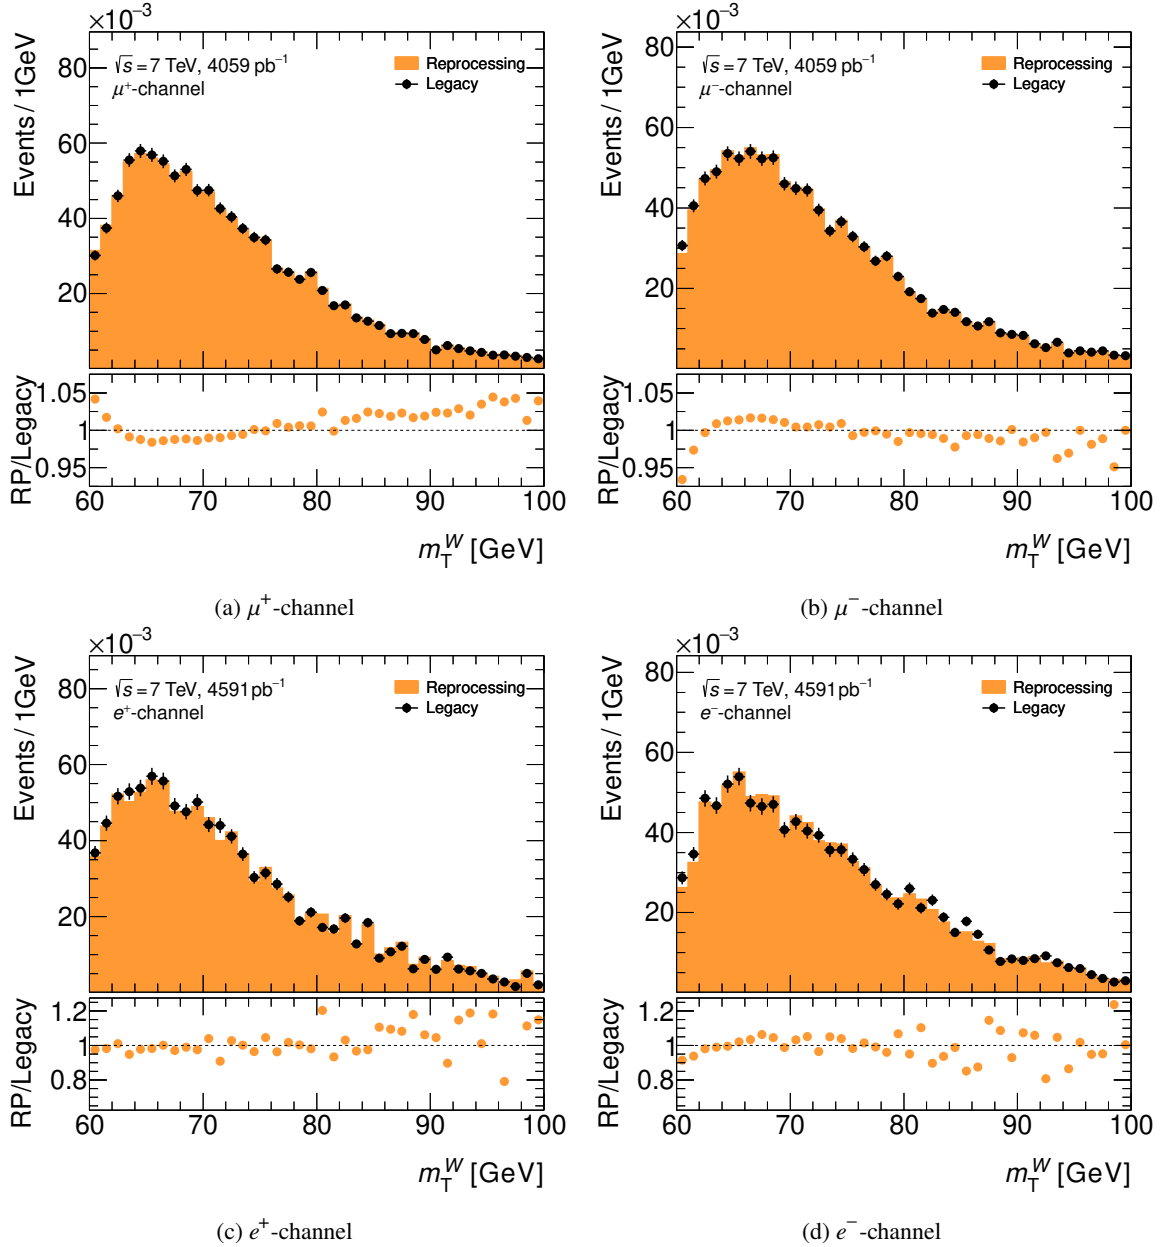 ×10⁻³ ×10⁻³
Events / 1GeV Events / 1GeV
80 80
√s = 7 TeV, 4059 pb⁻¹ Reprocessing √s = 7 TeV, 4059 pb⁻¹ Reprocessing
μ⁺-channel Legacy μ⁻-channel Legacy
60 60
40 40
20 20
RP/Legacy RP/Legacy
1.05 1.05
1 1
0.95 0.95
60 70 80 90 100 60 70 80 90 100
m_T^W [GeV] m_T^W [GeV]
(a) μ⁺-channel (b) μ⁻-channel
×10⁻³ ×10⁻³
Events / 1GeV Events / 1GeV
80 80
√s = 7 TeV, 4591 pb⁻¹ Reprocessing √s = 7 TeV, 4591 pb⁻¹ Reprocessing
e⁺-channel Legacy e⁻-channel Legacy
60 60
40 40
20 20
RP/Legacy RP/Legacy
1.2 1.2
1 1
0.8 0.8
60 70 80 90 100 60 70 80 90 100
m_T^W [GeV] m_T^W [GeV]
(c) e⁺-channel (d) e⁻-channel